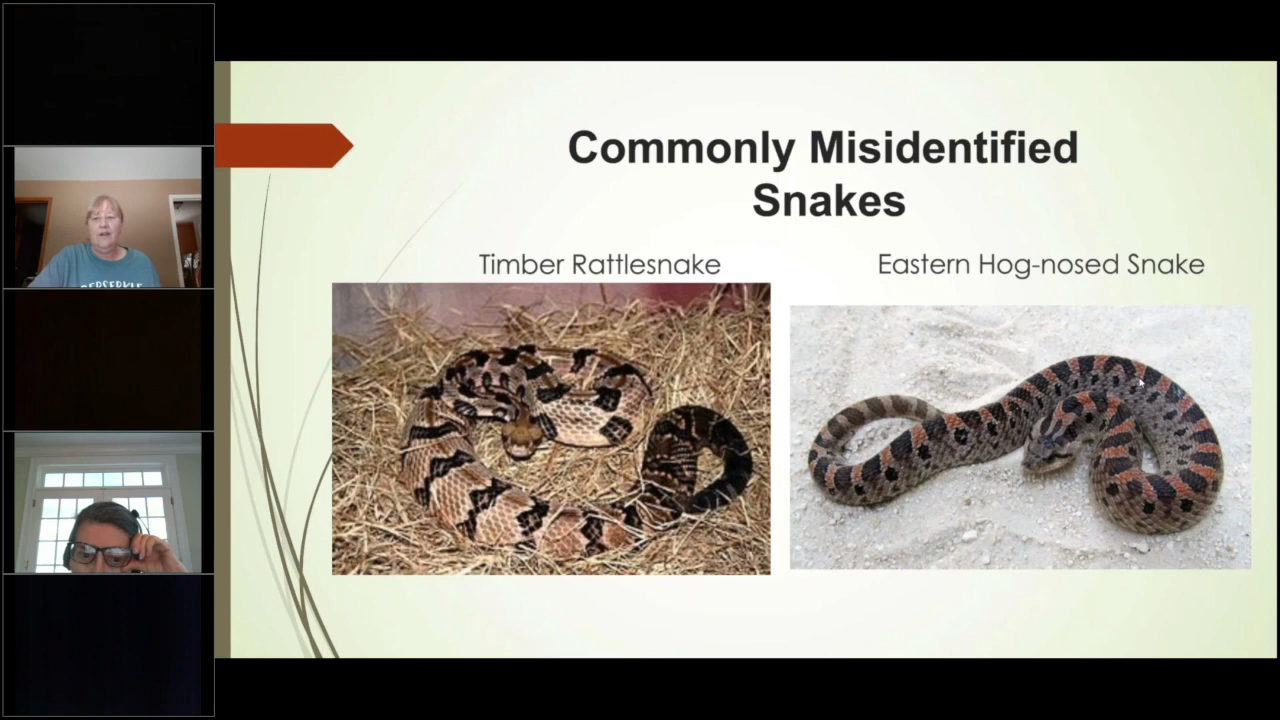 Commonly Misidentified
Snakes
Timber Rattlesnake
Eastern Hog-nosed Snake